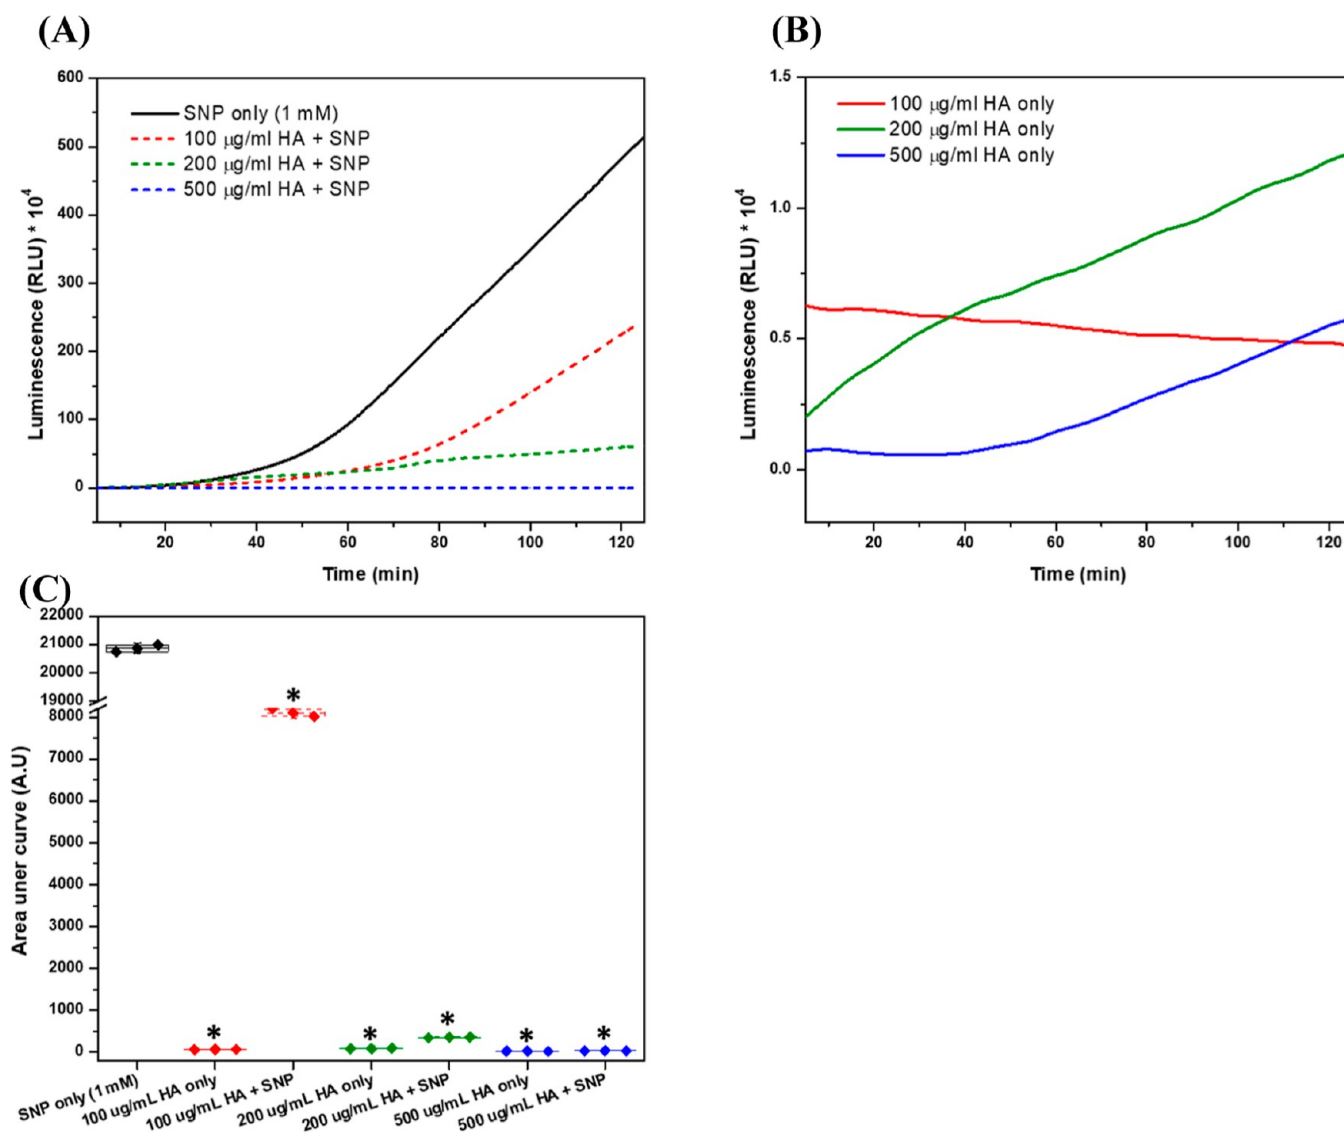 (A)
600
500
400
300
200
100
0
Luminescence (RLU) * 10⁴
SNP only (1 mM)
100 μg/ml HA + SNP
200 μg/ml HA + SNP
500 μg/ml HA + SNP
20 40 60 80 100 120
Time (min)
(B)
1.5
1.0
0.5
0.0
Luminescence (RLU) * 10⁴
100 μg/ml HA only
200 μg/ml HA only
500 μg/ml HA only
20 40 60 80 100 120
Time (min)
(C)
22000
21000
20000
19000
8000
7000
6000
5000
4000
3000
2000
1000
0
Area uner curve (A.U)
*
*
*
*
*
*
SNP only (1 mM)
100 ug/mL HA only
100 ug/mL HA + SNP
200 ug/mL HA only
200 ug/mL HA + SNP
500 ug/mL HA only
500 ug/mL HA + SNP